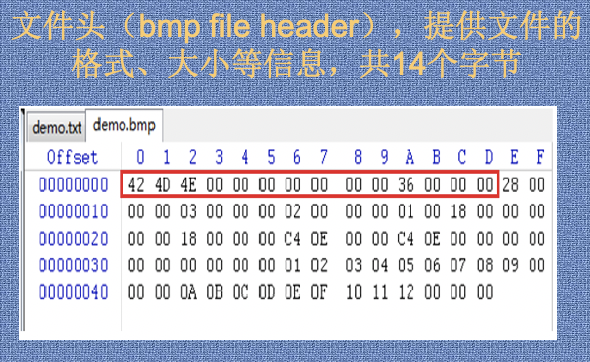 文件头（bmp file header），提供文件的
格式、大小等信息，共14个字节
demo.txt demo.bmp
Offset 0 1 2 3 4 5 6 7 8 9 A B C D E F
00000000 42 4D 4E 00 00 00 00 00 00 00 36 00 00 00 28 00
00000010 00 00 03 00 00 00 02 00 00 00 01 00 18 00 00 00
00000020 00 00 18 00 00 00 C4 0E 00 00 C4 0E 00 00 00 00
00000030 00 00 00 00 00 00 01 02 03 04 05 06 07 08 09 00
00000040 00 00 0A 0B 0C 0D 0E 0F 10 11 12 00 00 00